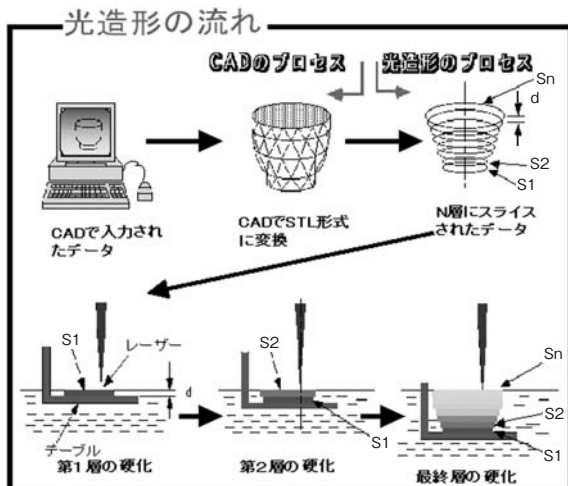 光造形の流れ
CADのプロセス
光造形のプロセス
Sn
d
S2
S1
CADで入力され
たデータ
CADでSTL形式
に変換
N層にスライス
されたデータ
S1
レーザー
d
テーブル
第1層の硬化
S2
S1
第2層の硬化
Sn
S2
S1
最終層の硬化